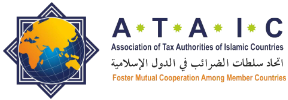 A★T★A★I★C
Association of Tax Authorities of Islamic Countries
اتحاد سلطات الضرائب في الدول الإسلامية
Foster Mutual Cooperation Among Member Countries